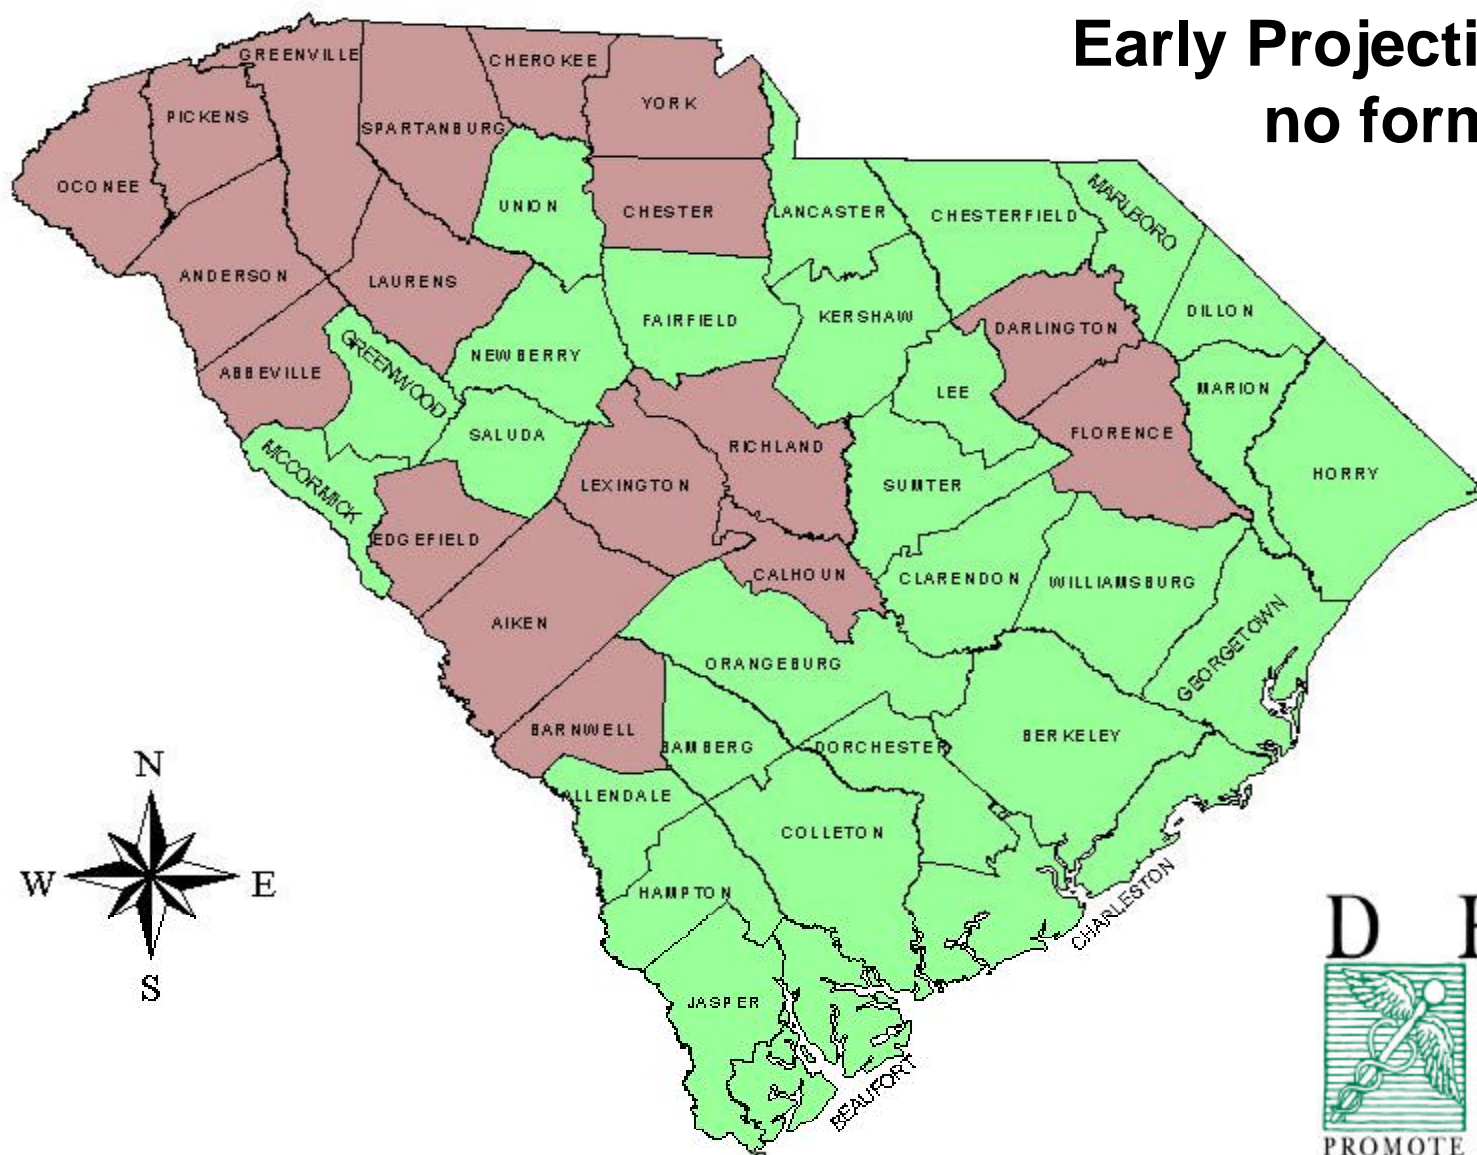 Early Projecti
no forn
GREENVILLE
CHEROKEE
YORK
PICKENS
SPARTANBURG
OCONEE
UNION
CHESTER
LANCASTER
CHESTERFIELD
MARLBORO
ANDERSON
LAURENS
FAIRFIELD
KERSHAW
DARLINGTON
DILLON
ABBEVILLE
GREENWOOD
NEWBERRY
LEE
MARION
SALUDA
RICHLAND
FLORENCE
MCCORMICK
LEXINGTON
SUMTER
HORRY
EDGEFIELD
CALHOUN
CLARENDON
WILLIAMSBURG
AIKEN
ORANGEBURG
GEORGETOWN
BARNWELL
BAMBERG
DORCHESTER
BERKELEY
ALLENDALE
COLLETON
HAMPTON
CHARLESTON
JASPER
BEAUFORT
N
W E
S
D
PROMOTE